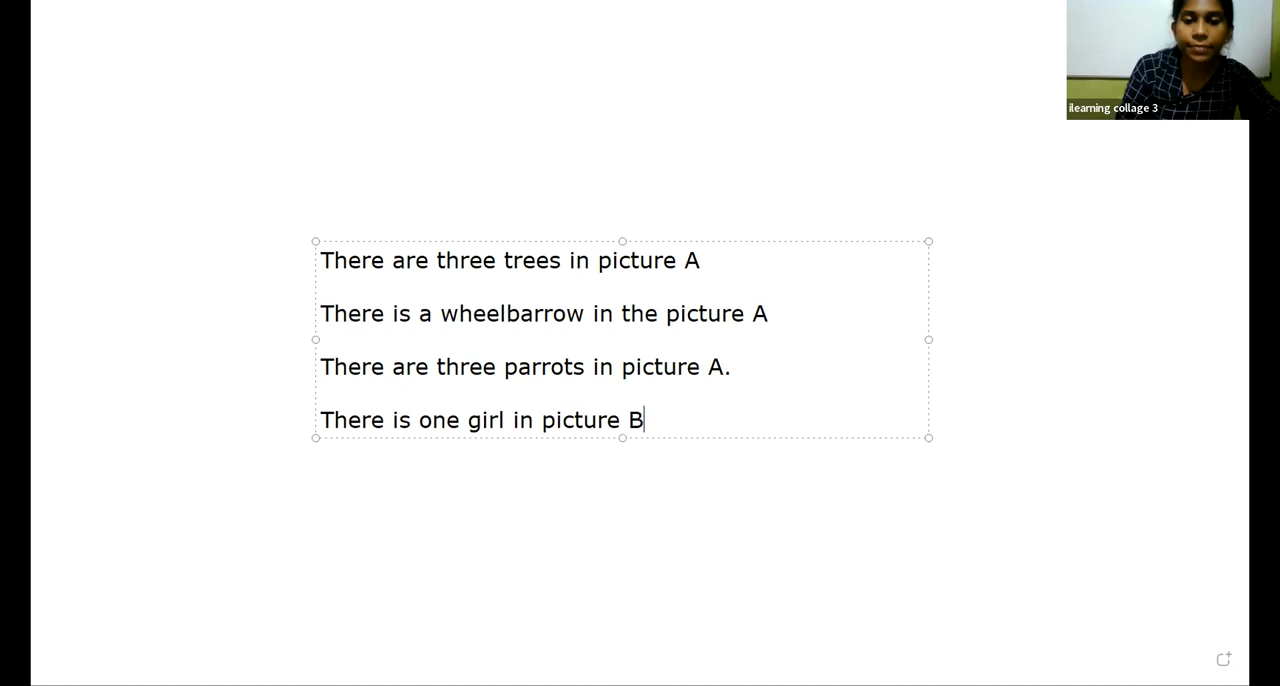 ilearning collage 3
There are three trees in picture A
There is a wheelbarrow in the picture A
There are three parrots in picture A.
There is one girl in picture B